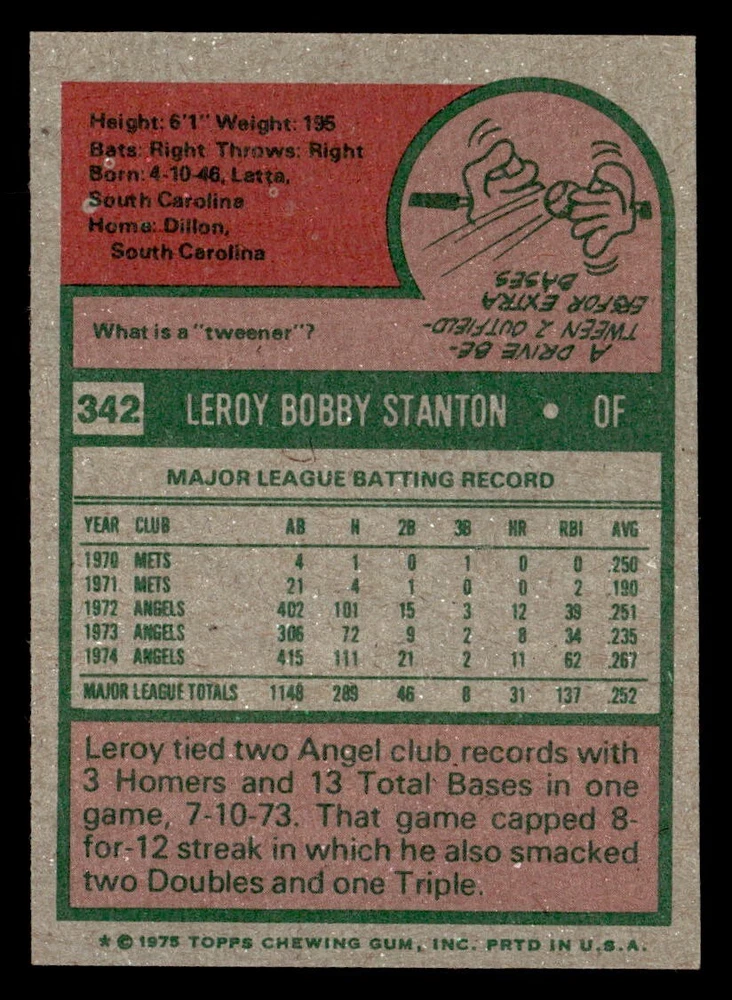 Height: 6'1" Weight: 195
Bats: Right Throws: Right
Born: 4-10-46, Latta,
South Carolina
Home: Dillon,
South Carolina
What is a "tweener"?
A DRIVE BE-
TWEEN 2 OUTFIELD-
ERS FOR EXTRA
BASES.
342 LEROY BOBBY STANTON • OF
MAJOR LEAGUE BATTING RECORD
YEAR CLUB AB H 2B 3B HR RBI AVG
1970 METS 4 1 0 1 0 0 .250
1971 METS 21 4 1 0 0 2 .190
1972 ANGELS 402 101 15 3 12 39 .251
1973 ANGELS 306 72 9 2 8 34 .235
1974 ANGELS 415 111 21 2 11 62 .267
MAJOR LEAGUE TOTALS 1148 289 46 8 31 137 .252
Leroy tied two Angel club records with
3 Homers and 13 Total Bases in one
game, 7-10-73. That game capped 8-
for-12 streak in which he also smacked
two Doubles and one Triple.
* © 1975 TOPPS CHEWING GUM, INC. PRTD IN U.S.A.